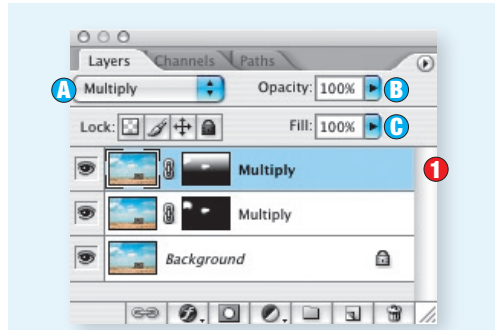 Layers Channels Paths
A Multiply Opacity: 100% B
Lock: Fill: 100% C
Multiply 1
Multiply
Background